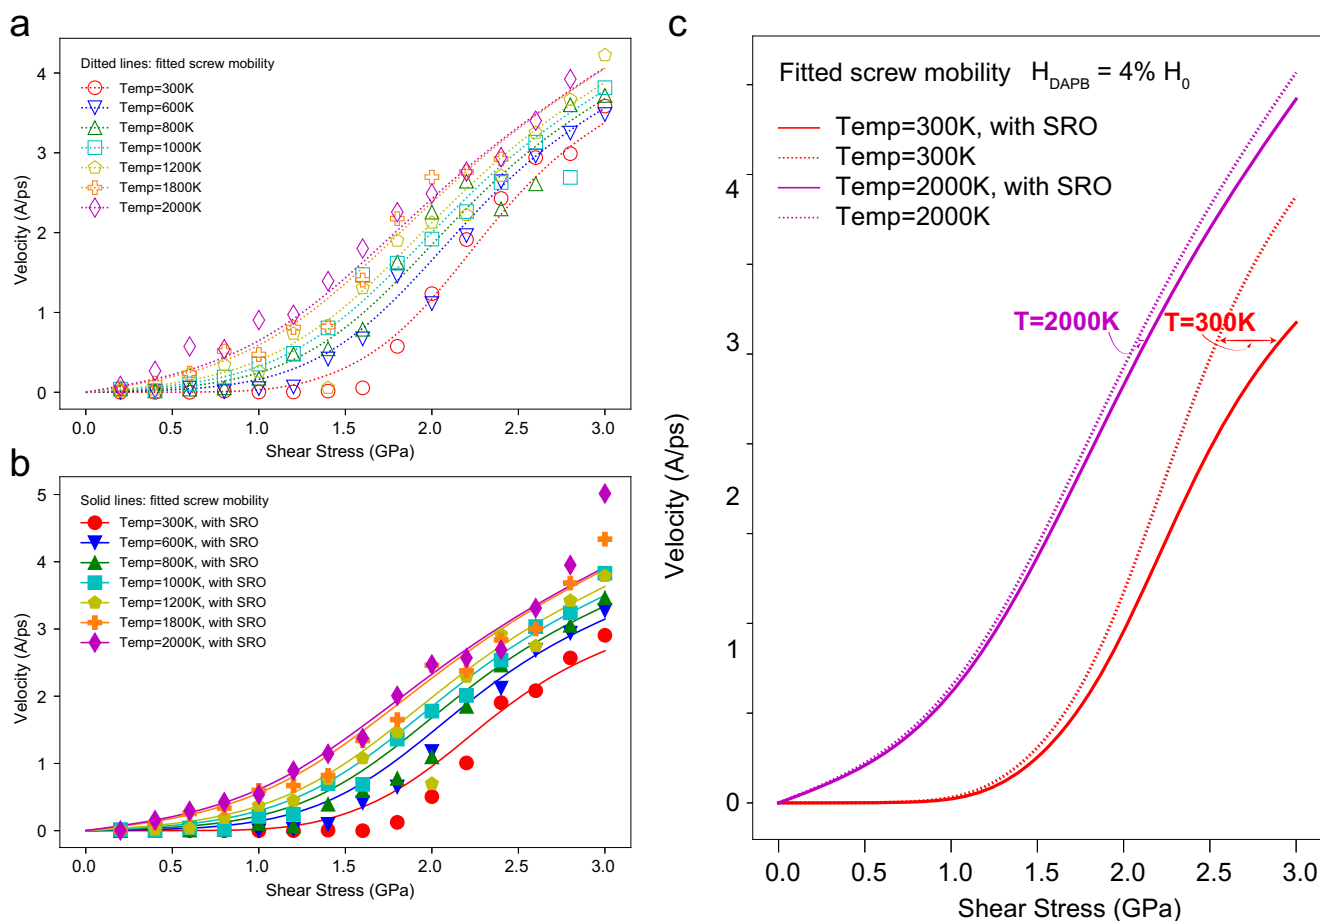 a
Ditted lines: fitted screw mobility
Temp=300K
Temp=600K
Temp=800K
Temp=1000K
Temp=1200K
Temp=1800K
Temp=2000K
4
3
2
1
0
Velocity (A/ps)
0.0 0.5 1.0 1.5 2.0 2.5 3.0
Shear Stress (GPa)
b
Solid lines: fitted screw mobility
Temp=300K, with SRO
Temp=600K, with SRO
Temp=800K, with SRO
Temp=1000K, with SRO
Temp=1200K, with SRO
Temp=1800K, with SRO
Temp=2000K, with SRO
5
4
3
2
1
0
Velocity (A/ps)
0.0 0.5 1.0 1.5 2.0 2.5 3.0
Shear Stress (GPa)
c
Fitted screw mobility H_DAPB = 4% H_0
Temp=300K, with SRO
Temp=300K
Temp=2000K, with SRO
Temp=2000K
T=2000K
T=300K
4
3
2
1
0
Velocity (A/ps)
0.0 0.5 1.0 1.5 2.0 2.5 3.0
Shear Stress (GPa)